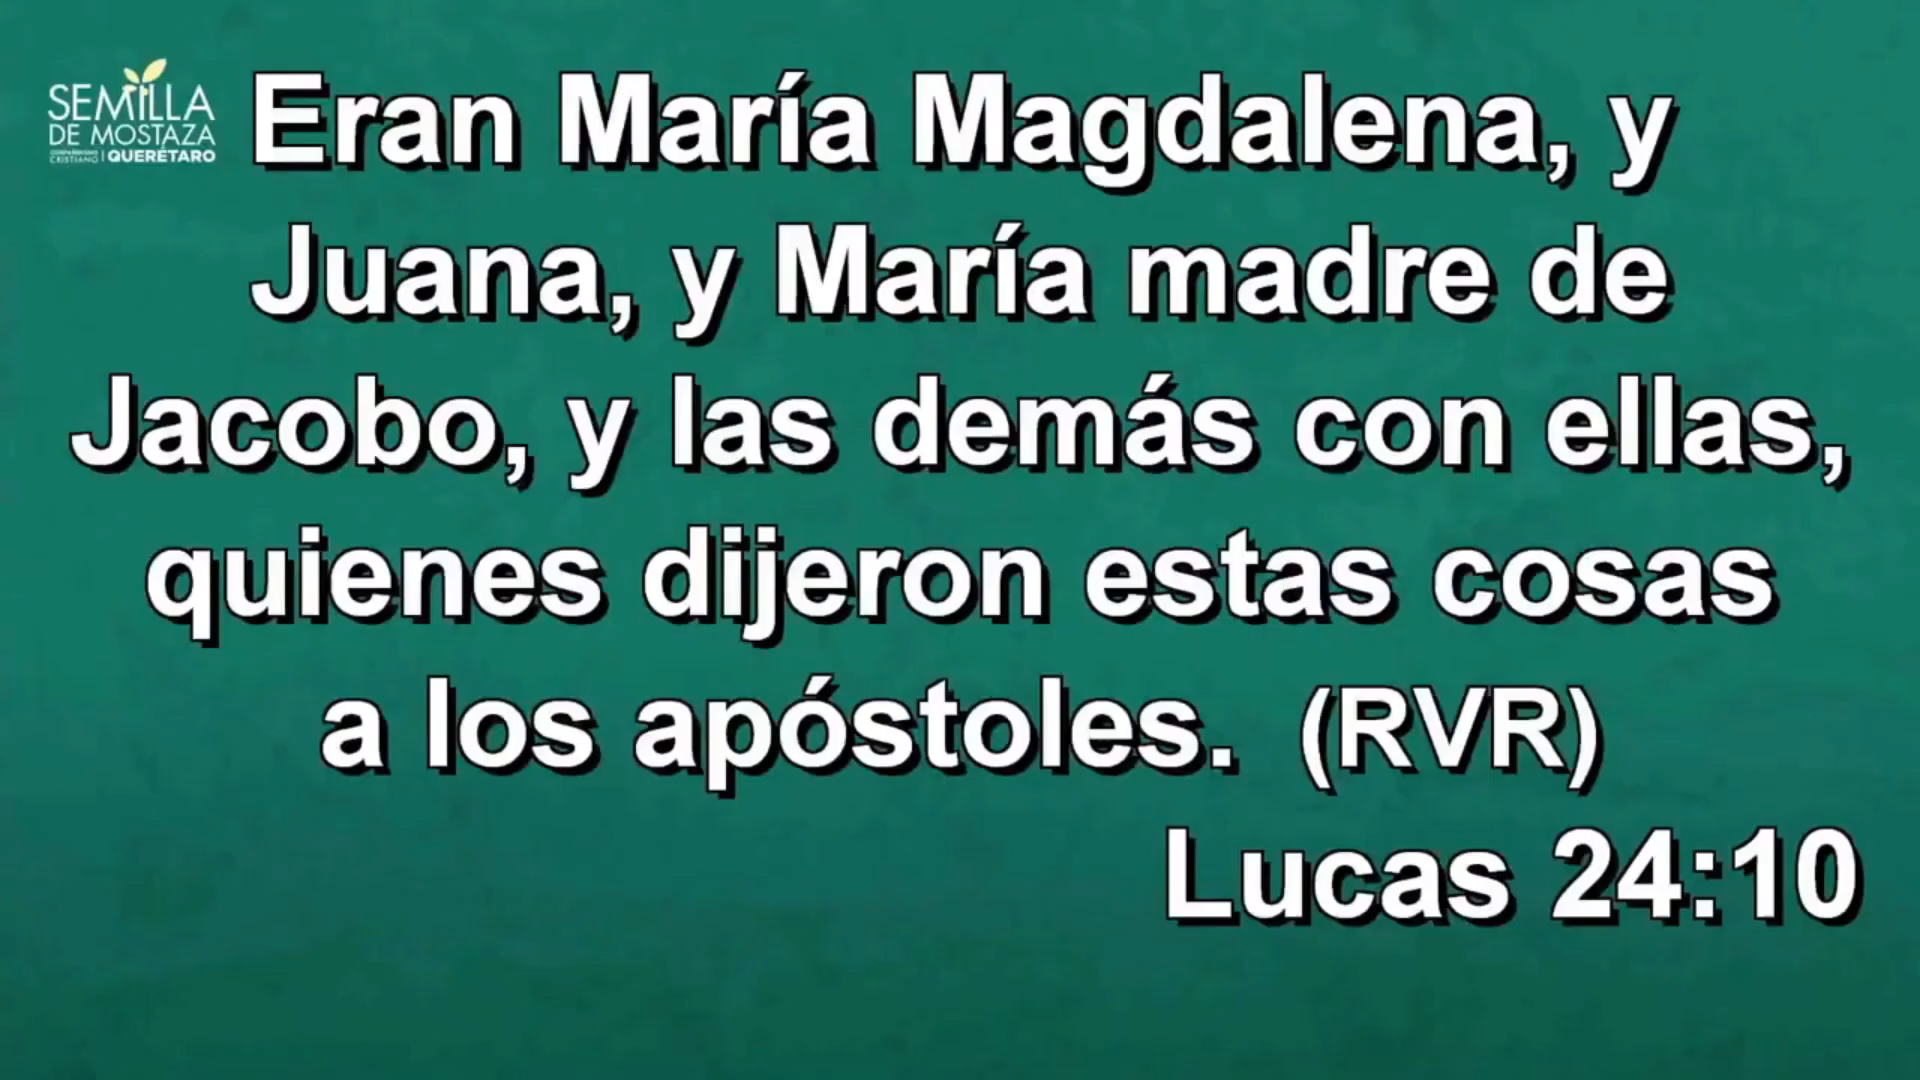 SEMILLA
DE MOSTAZA
CRISTIANO | QUERÉTARO
Eran María Magdalena, y
Juana, y María madre de
Jacobo, y las demás con ellas,
quienes dijeron estas cosas
a los apóstoles. (RVR)
Lucas 24:10